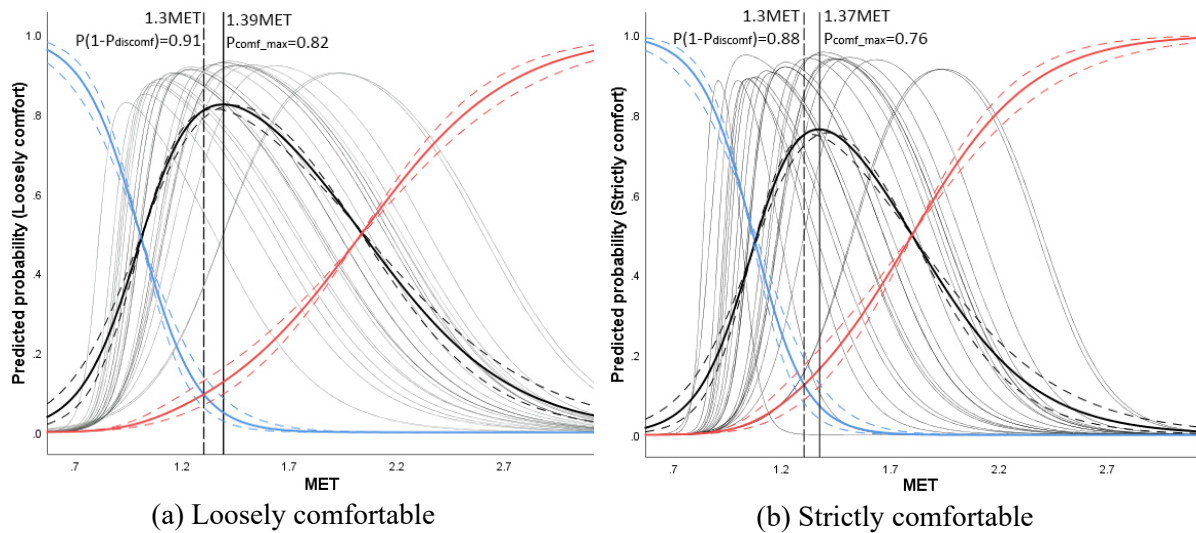 1.3MET
1.39MET
P(1-Pdiscomf)=0.91
Pcomf_max=0.82
1.0
.8
.6
.4
.2
.0
Predicted probability (Loosely comfort)
.7
1.2
1.7
2.2
2.7
MET
(a) Loosely comfortable
1.3MET
1.37MET
P(1-Pdiscomf)=0.88
Pcomf_max=0.76
1.0
.8
.6
.4
.2
.0
Predicted probability (Strictly comfort)
.7
1.2
1.7
2.2
2.7
MET
(b) Strictly comfortable